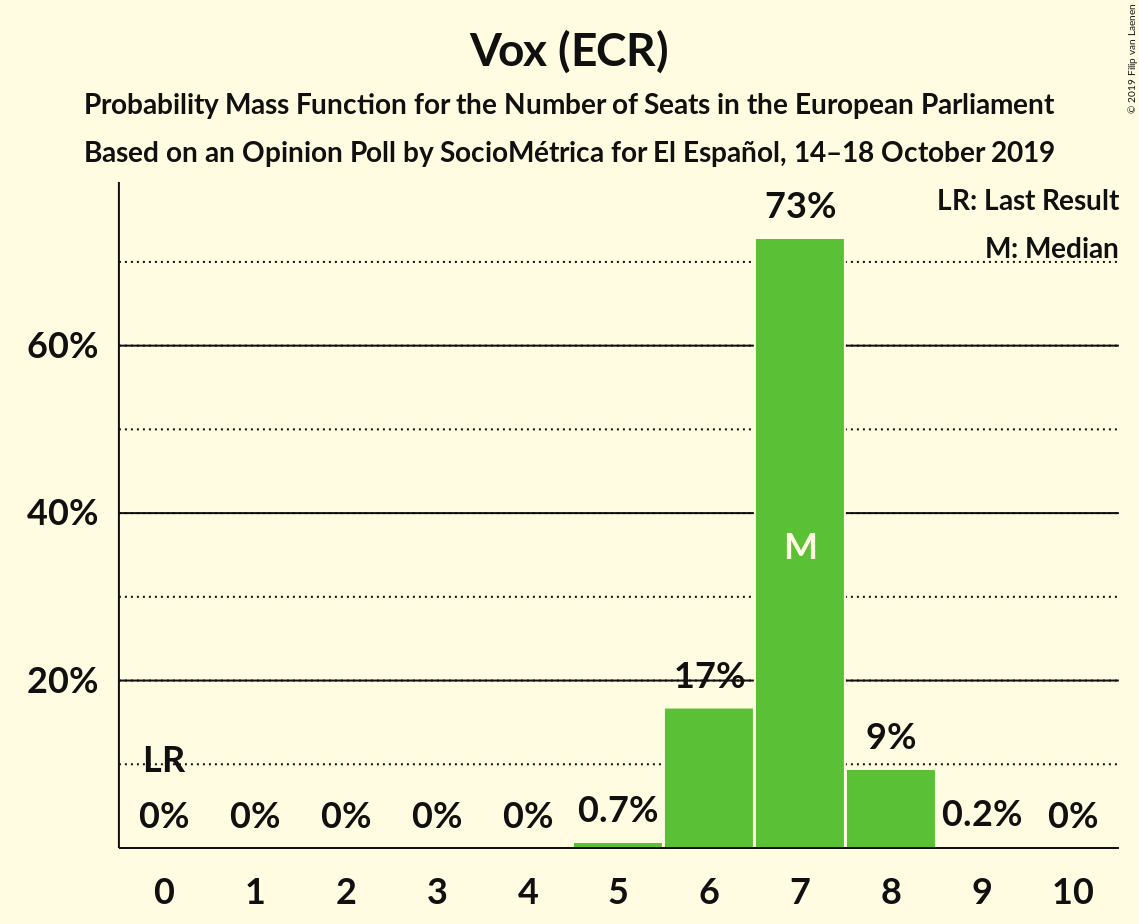 Vox (ECR)
Probability Mass Function for the Number of Seats in the European Parliament
Based on an Opinion Poll by SocioMétrica for El Español, 14–18 October 2019
© 2019 Filip van Laenen
LR: Last Result
M: Median
73%
60%
40%
M
20%
17%
9%
LR
0%
0%
0%
0%
0%
0.7%
0.2%
0%
0 1 2 3 4 5 6 7 8 9 10